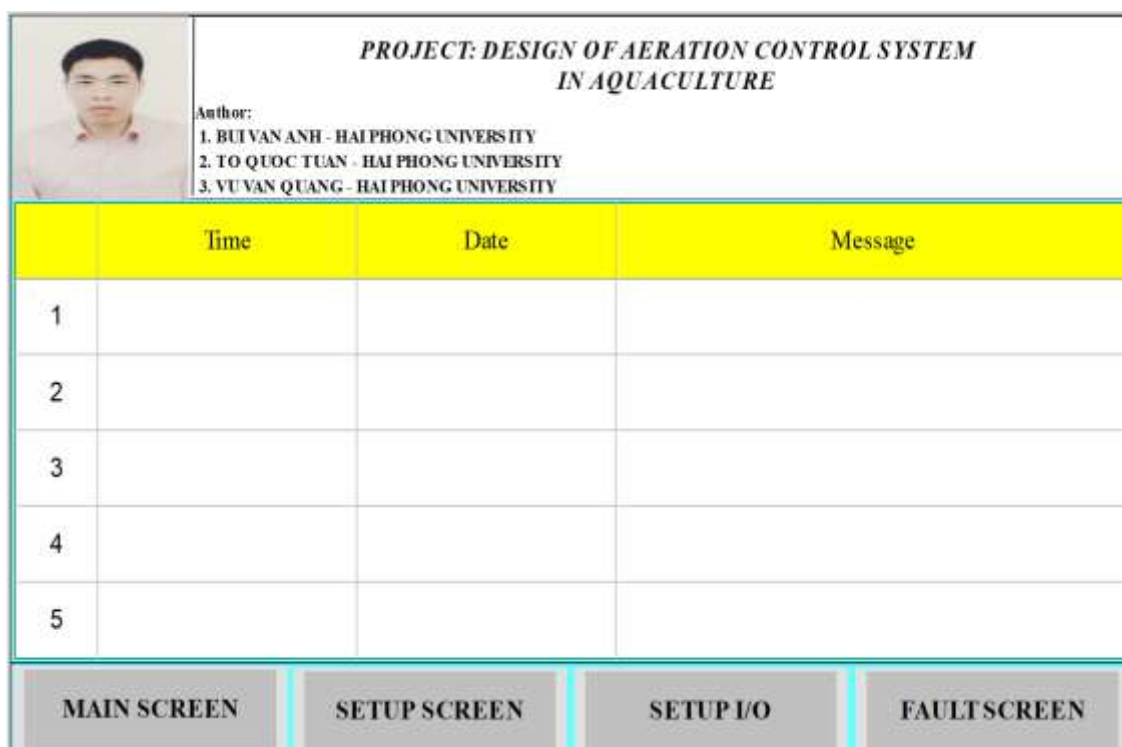 PROJECT: DESIGN OF AERATION CONTROL SYSTEM
IN AQUACULTURE
Author:
1. BUI VAN ANH - HAI PHONG UNIVERSITY
2. TO QUOC TUAN - HAI PHONG UNIVERSITY
3. VU VAN QUANG - HAI PHONG UNIVERSITY
Time Date Message
1
2
3
4
5
MAIN SCREEN SETUP SCREEN SETUP I/O FAULT SCREEN